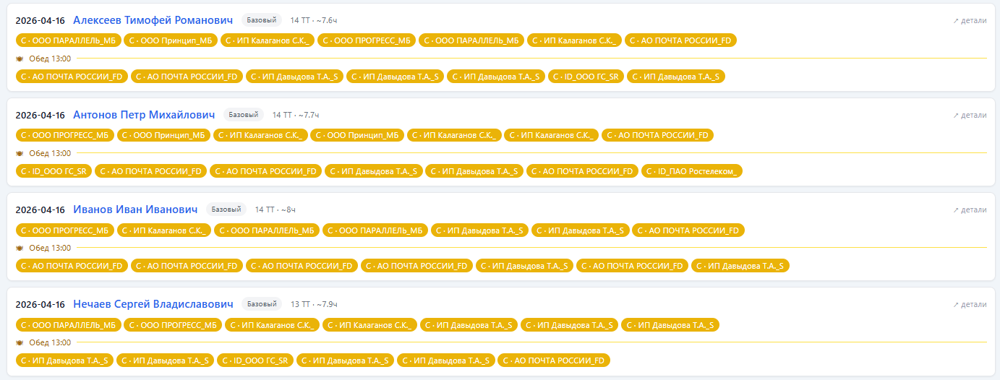 2026-04-16 Алексеев Тимофей Романович Базовый 14 ТТ · ~7.6ч ↗ детали
С · ООО ПАРАЛЛЕЛЬ_МБ С · ООО Принцип_МБ С · ИП Калаганов С.К._ С · ООО ПРОГРЕСС_МБ С · ООО ПАРАЛЛЕЛЬ_МБ С · ИП Калаганов С.К._ С · АО ПОЧТА РОССИИ_FD
Обед 13:00
С · АО ПОЧТА РОССИИ_FD С · АО ПОЧТА РОССИИ_FD С · ИП Давыдова Т.А._S С · ИП Давыдова Т.А._S С · ИП Давыдова Т.А._S С · ID_ООО ГС_SR С · ИП Давыдова Т.А._S
2026-04-16 Антонов Петр Михайлович Базовый 14 ТТ · ~7.7ч ↗ детали
С · ООО ПРОГРЕСС_МБ С · ООО Принцип_МБ С · ИП Калаганов С.К._ С · ООО Принцип_МБ С · ИП Калаганов С.К._ С · ИП Калаганов С.К._ С · АО ПОЧТА РОССИИ_FD
Обед 13:00
С · ID_ООО ГС_SR С · АО ПОЧТА РОССИИ_FD С · АО ПОЧТА РОССИИ_FD С · ИП Давыдова Т.А._S С · ИП Давыдова Т.А._S С · АО ПОЧТА РОССИИ_FD С · ID_ПАО Ростелеком_
2026-04-16 Иванов Иван Иванович Базовый 14 ТТ · ~8ч ↗ детали
С · ООО ПРОГРЕСС_МБ С · ИП Калаганов С.К._ С · ООО ПАРАЛЛЕЛЬ_МБ С · ООО ПАРАЛЛЕЛЬ_МБ С · ИП Давыдова Т.А._S С · ИП Давыдова Т.А._S С · АО ПОЧТА РОССИИ_FD
Обед 13:00
С · АО ПОЧТА РОССИИ_FD С · АО ПОЧТА РОССИИ_FD С · АО ПОЧТА РОССИИ_FD С · АО ПОЧТА РОССИИ_FD С · ИП Давыдова Т.А._S С · АО ПОЧТА РОССИИ_FD С · ИП Давыдова Т.А._S
2026-04-16 Нечаев Сергей Владиславович Базовый 13 ТТ · ~7.9ч ↗ детали
С · ООО ПАРАЛЛЕЛЬ_МБ С · ООО ПРОГРЕСС_МБ С · ИП Калаганов С.К._ С · ИП Калаганов С.К._ С · ИП Давыдова Т.А._S С · ИП Давыдова Т.А._S С · ИП Давыдова Т.А._S
Обед 13:00
С · ИП Давыдова Т.А._S С · ИП Давыдова Т.А._S С · ID_ООО ГС_SR С · ИП Давыдова Т.А._S С · ИП Давыдова Т.А._S С · АО ПОЧТА РОССИИ_FD